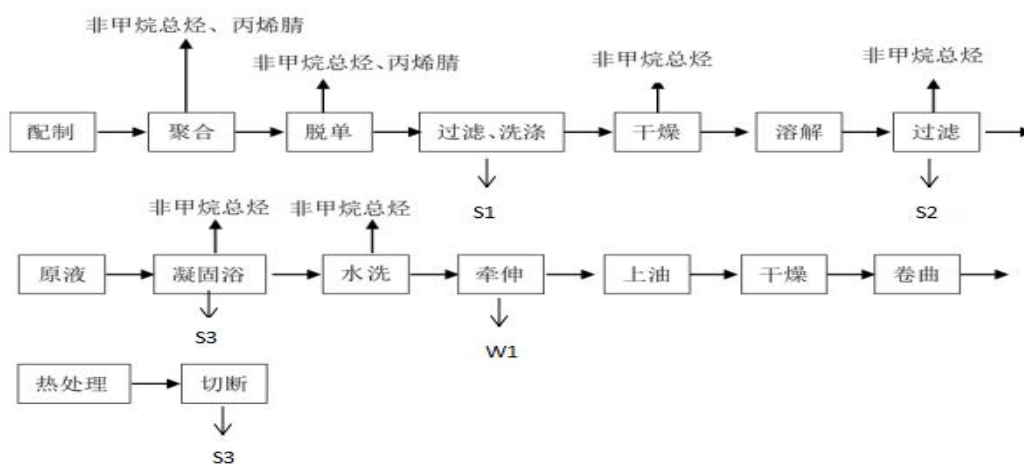 非甲烷总烃、丙烯腈
非甲烷总烃、丙烯腈
非甲烷总烃
非甲烷总烃
配制
聚合
脱单
过滤、洗涤
干燥
溶解
过滤
S1
S2
非甲烷总烃
非甲烷总烃
原液
凝固浴
水洗
牵伸
上油
干燥
卷曲
S3
W1
热处理
切断
S3